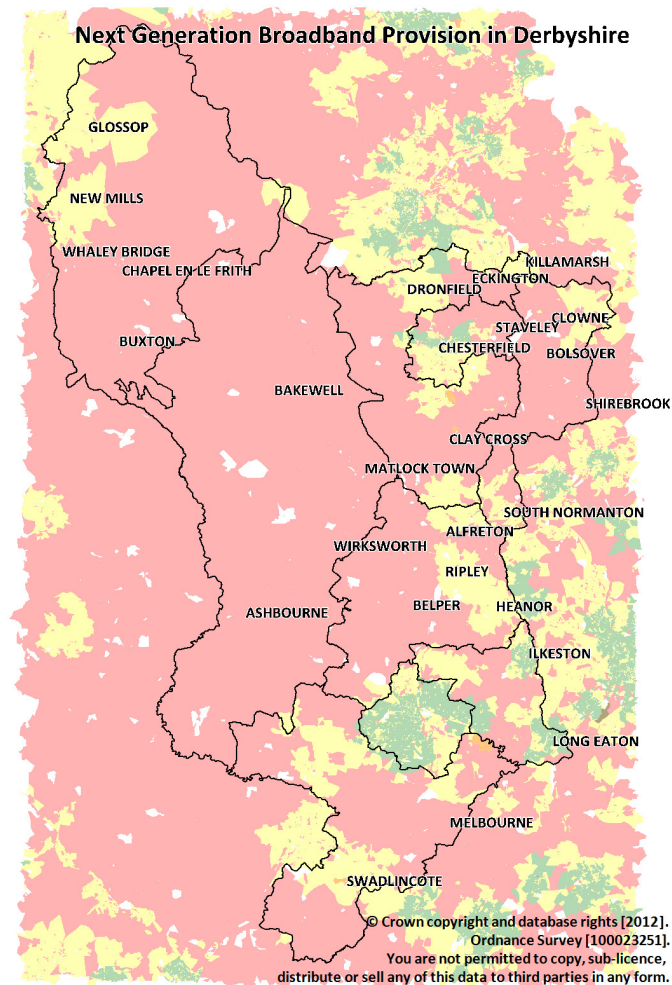 Next Generation Broadband Provision in Derbyshire
GLOSSOP
NEW MILLS
WHALEY BRIDGE
KILLAMARSH
CHAPEL EN LE FRITH
ECKINGTON
DRONFIELD
CLOWNE
STAVELEY
BUXTON
CHESTERFIELD
BOLSOVER
BAKEWELL
SHIREBROOK
CLAY CROSS
MATLOCK TOWN
SOUTH NORMANTON
ALFRETON
WIRKSWORTH
RIPLEY
BELPER
HEANOR
ASHBOURNE
ILKESTON
LONG EATON
MELBOURNE
SWADLINCOTE
© Crown copyright and database rights [2012].
Ordnance Survey [100023251].
You are not permitted to copy, sub-licence,
distribute or sell any of this data to third parties in any form.